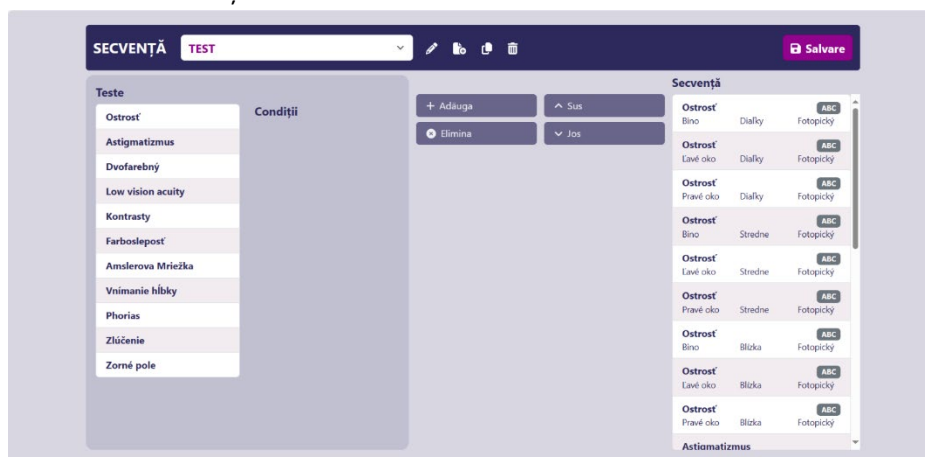 SECVENȚĂ TEST Salvare
Teste
Ostrosť
Astigmatizmus
Dvofarebný
Low vision acuity
Kontrasty
Farbosleposť
Amslerova Mriežka
Vnímanie hĺbky
Phorias
Zlúčenie
Zorné pole
Condiții
+ Adăuga Sus
Elimina Jos
Secvență
Ostrosť ABC
Bino Diaľky Fotopický
Ostrosť ABC
Ľavé oko Diaľky Fotopický
Ostrosť ABC
Pravé oko Diaľky Fotopický
Ostrosť ABC
Bino Stredne Fotopický
Ostrosť ABC
Ľavé oko Stredne Fotopický
Ostrosť ABC
Pravé oko Stredne Fotopický
Ostrosť ABC
Bino Blízka Fotopický
Ostrosť ABC
Ľavé oko Blízka Fotopický
Ostrosť ABC
Pravé oko Blízka Fotopický
Astigmatizmus